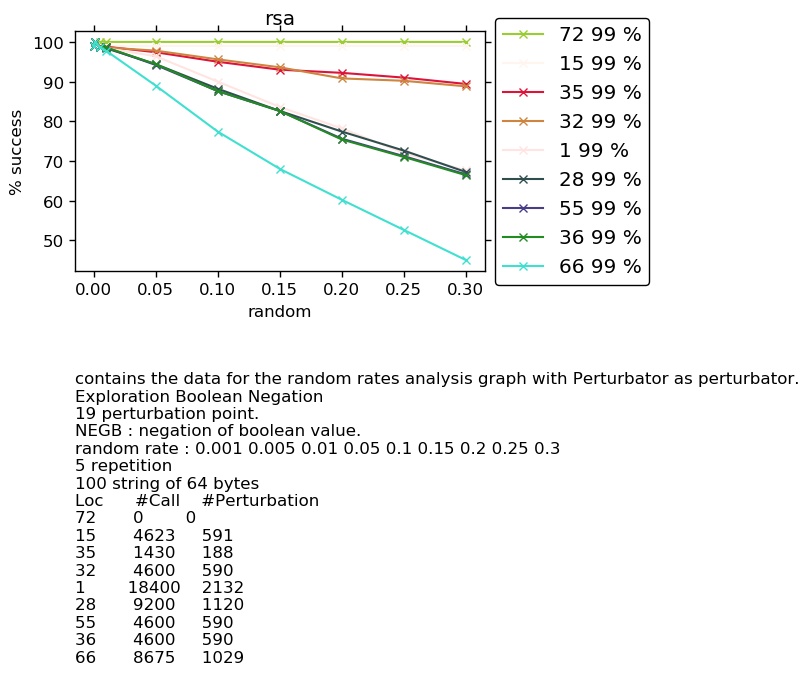 rsa
100
90
80
70
60
50
% success
0.00 0.05 0.10 0.15 0.20 0.25 0.30
random
72 99 %
15 99 %
35 99 %
32 99 %
1 99 %
28 99 %
55 99 %
36 99 %
66 99 %
contains the data for the random rates analysis graph with Perturbator as perturbator.
Exploration Boolean Negation
19 perturbation point.
NEGB : negation of boolean value.
random rate : 0.001 0.005 0.01 0.05 0.1 0.15 0.2 0.25 0.3
5 repetition
100 string of 64 bytes
Loc #Call #Perturbation
72 0 0
15 4623 591
35 1430 188
32 4600 590
1 18400 2132
28 9200 1120
55 4600 590
36 4600 590
66 8675 1029